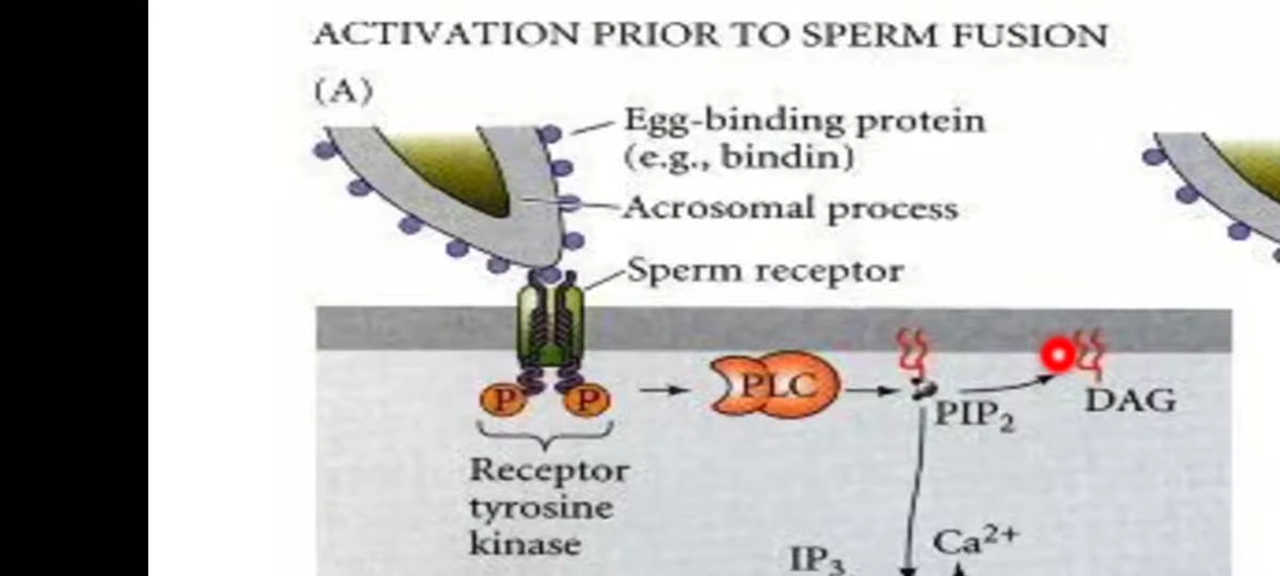 ACTIVATION PRIOR TO SPERM FUSION
(A)
Egg-binding protein
(e.g., bindin)
Acrosomal process
Sperm receptor
P
P
PLC
PIP2
DAG
Receptor
tyrosine
kinase
IP3
Ca2+